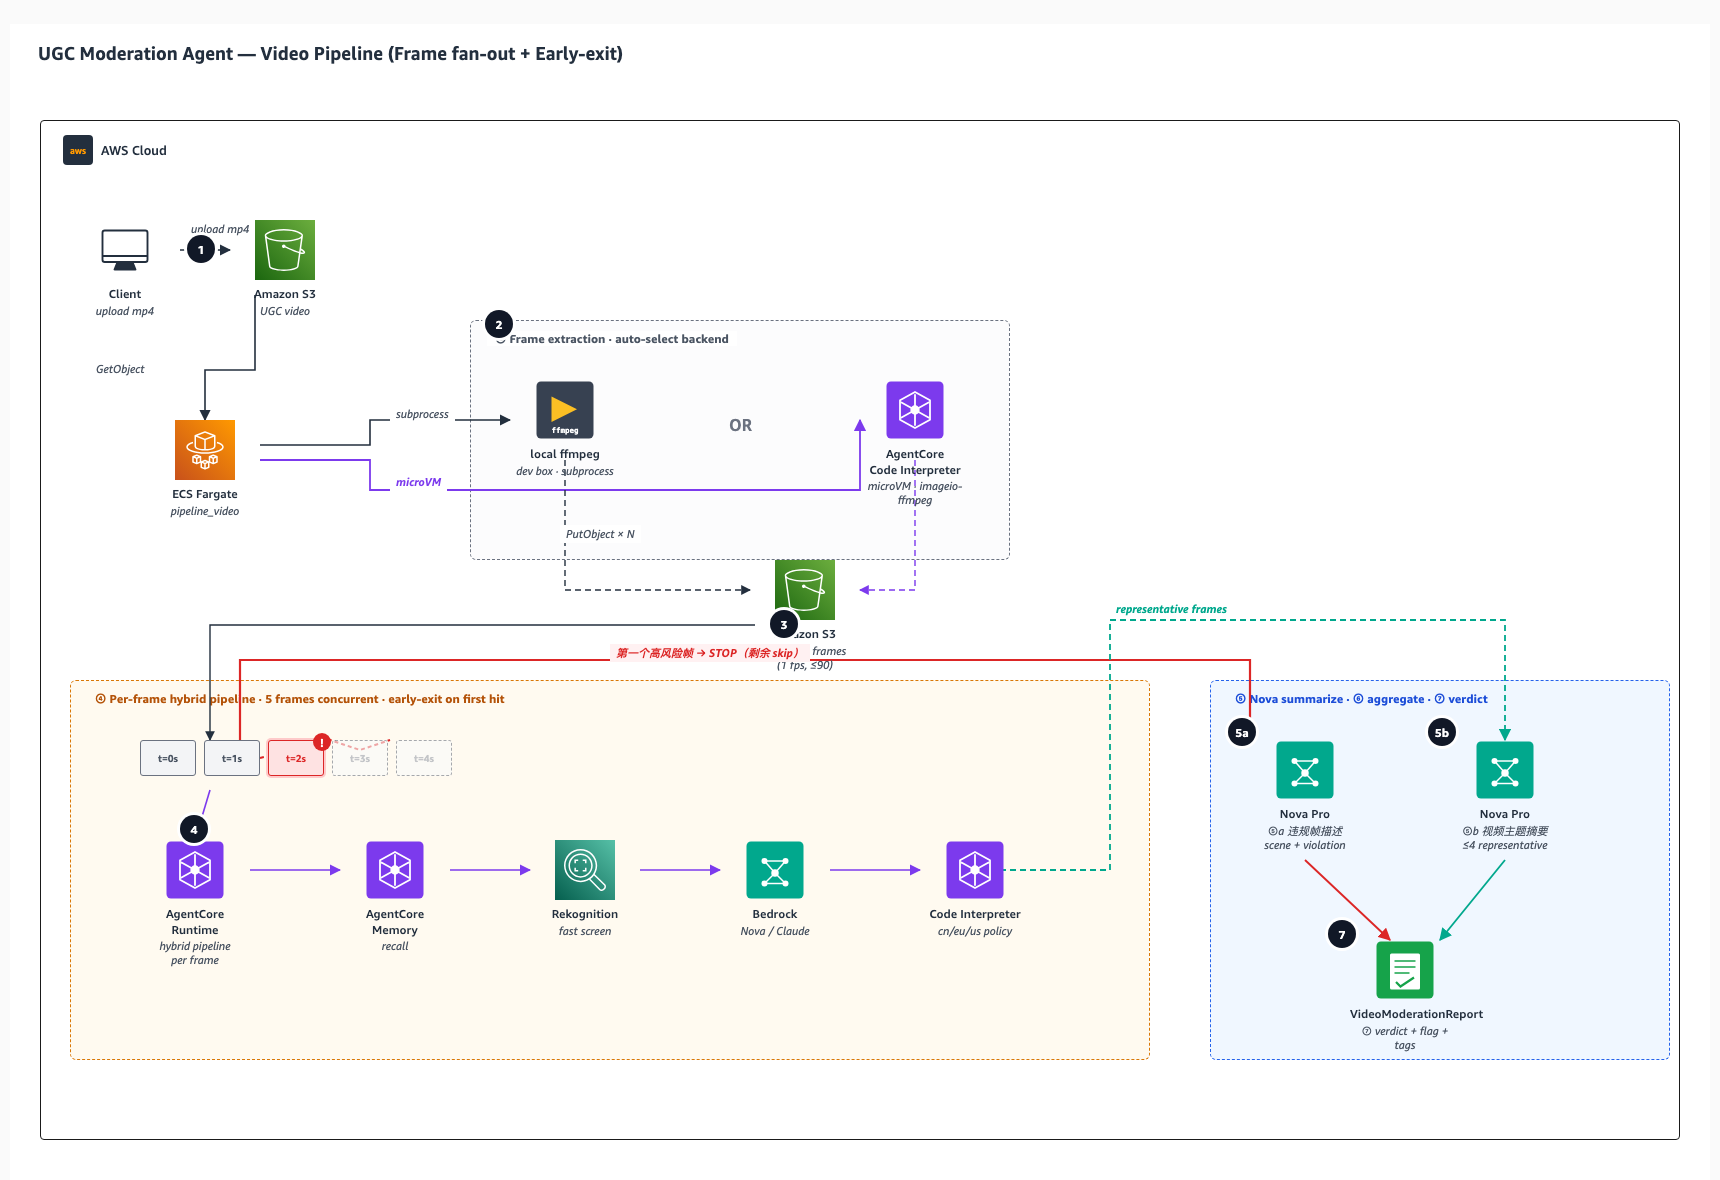 UGC Moderation Agent — Video Pipeline (Frame fan-out + Early-exit)
aws
AWS Cloud
upload mp4
1
Client
upload mp4
Amazon S3
UGC video
GetObject
2
Frame extraction · auto-select backend
subprocess
ffmpeg
OR
local ffmpeg
dev box · subprocess
AgentCore
Code Interpreter
microVM imageio-
ffmpeg
microVM
ECS Fargate
pipeline_video
PutObject × N
3
S3
frames
(1 fps, ≤90)
representative frames
第一个高风险帧 → STOP（剩余 skip）
④ Per-frame hybrid pipeline · 5 frames concurrent · early-exit on first hit
t=0s
t=1s
t=2s
!
t=3s
t=4s
4
AgentCore
Runtime
hybrid pipeline
per frame
AgentCore
Memory
recall
Rekognition
fast screen
Bedrock
Nova / Claude
Code Interpreter
cn/eu/us policy
⑤ Nova summarize · ⑥ aggregate · ⑦ verdict
5a
5b
Nova Pro
⑤a 违规帧描述
scene + violation
Nova Pro
⑤b 视频主题摘要
≤4 representative
7
VideoModerationReport
⑦ verdict + flag +
tags